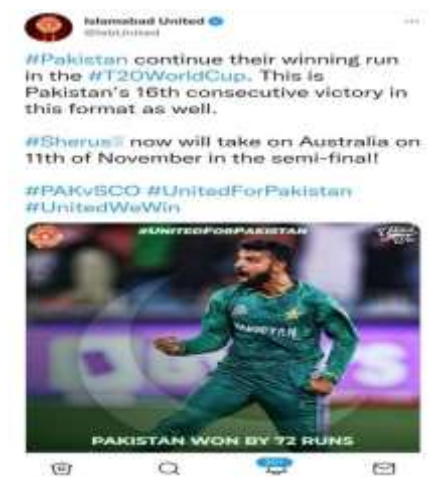 Islamabad United
@IsbUnited
#Pakistan continue their winning run
in the #T20WorldCup. This is
Pakistan's 16th consecutive victory in
this format as well.
#Sherus now will take on Australia on
11th of November in the semi-final!
#PAKvSCO #UnitedForPakistan
#UnitedWeWin
#UNITEDFORPAKISTAN
PAKISTAN
PAKISTAN WON BY 72 RUNS
20+